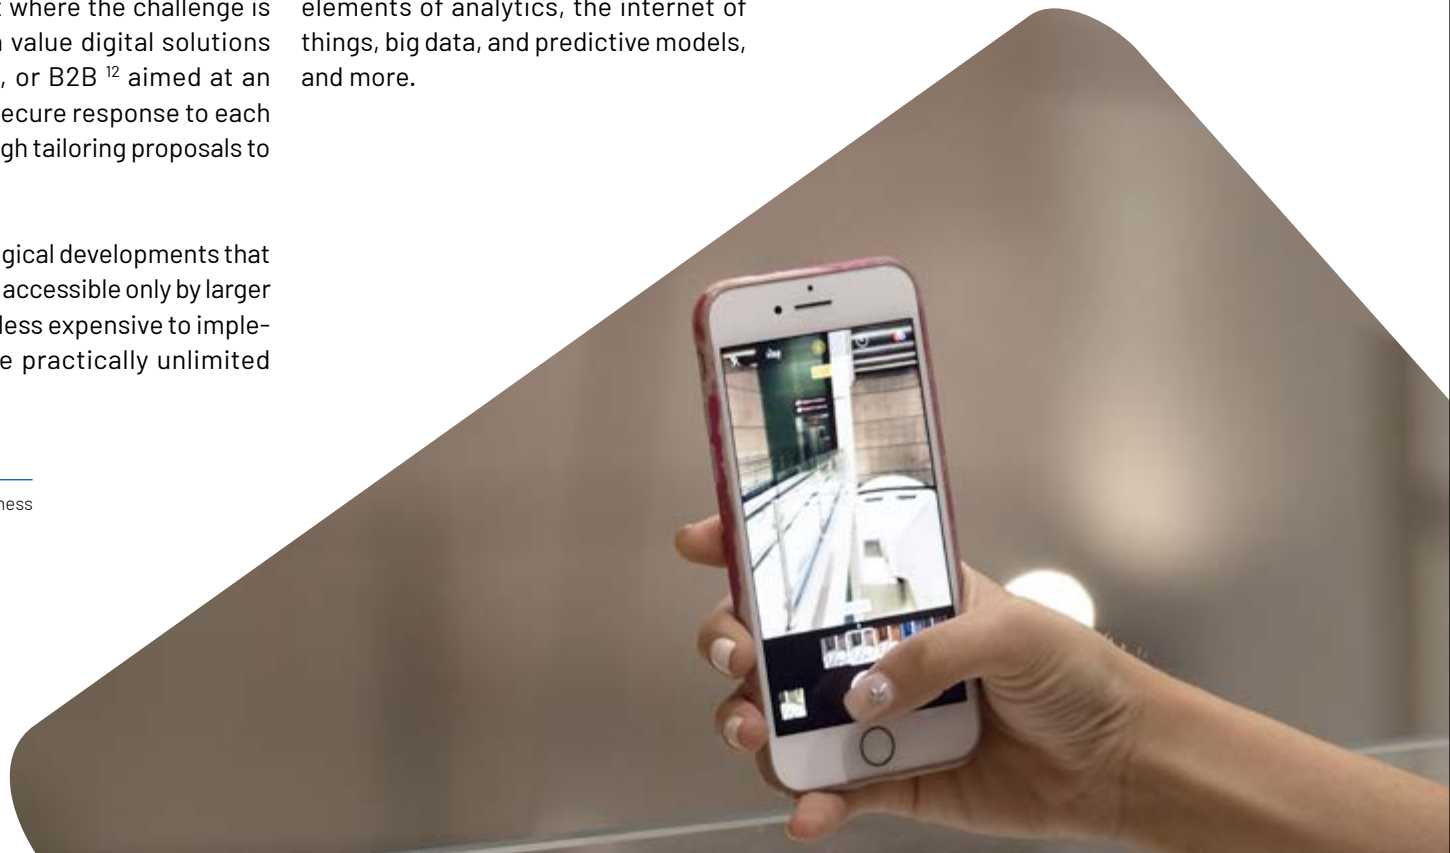 t where the challenge is
value digital solutions
, or B2B 12 aimed at an
ecure response to each
gh tailoring proposals to
gical developments that
accessible only by larger
less expensive to imple-
e practically unlimited
ness
elements of analytics, the internet of
things, big data, and predictive models,
and more.